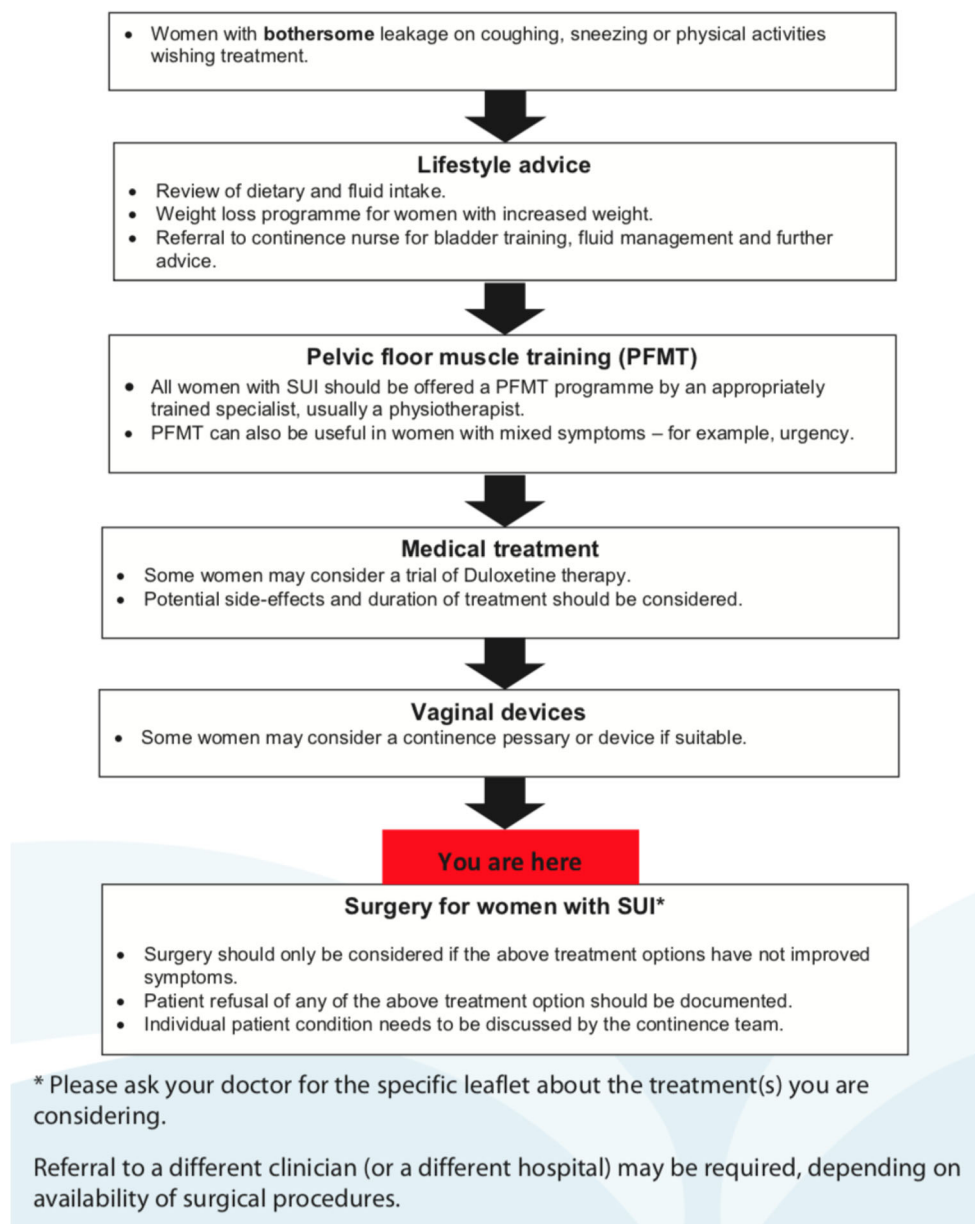 • Women with bothersome leakage on coughing, sneezing or physical activities
wishing treatment.
Lifestyle advice
• Review of dietary and fluid intake.
• Weight loss programme for women with increased weight.
• Referral to continence nurse for bladder training, fluid management and further
advice.
Pelvic floor muscle training (PFMT)
• All women with SUI should be offered a PFMT programme by an appropriately
trained specialist, usually a physiotherapist.
• PFMT can also be useful in women with mixed symptoms – for example, urgency.
Medical treatment
• Some women may consider a trial of Duloxetine therapy.
• Potential side-effects and duration of treatment should be considered.
Vaginal devices
• Some women may consider a continence pessary or device if suitable.
You are here
Surgery for women with SUI*
• Surgery should only be considered if the above treatment options have not improved
symptoms.
• Patient refusal of any of the above treatment option should be documented.
• Individual patient condition needs to be discussed by the continence team.
* Please ask your doctor for the specific leaflet about the treatment(s) you are
considering.
Referral to a different clinician (or a different hospital) may be required, depending on
availability of surgical procedures.